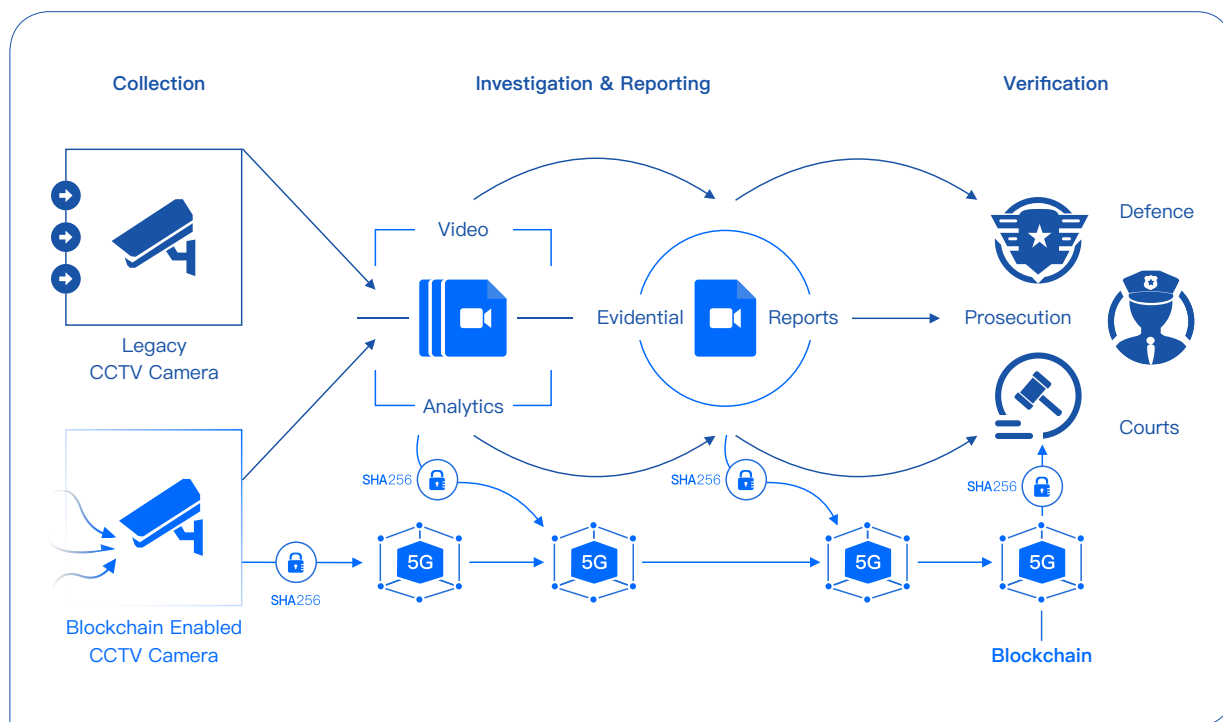 Collection
Investigation & Reporting
Verification
Legacy
CCTV Camera
Video
Analytics
Evidential
Reports
Defence
Prosecution
Courts
SHA256
SHA256
SHA256
SHA256
5G
5G
5G
5G
Blockchain Enabled
CCTV Camera
Blockchain